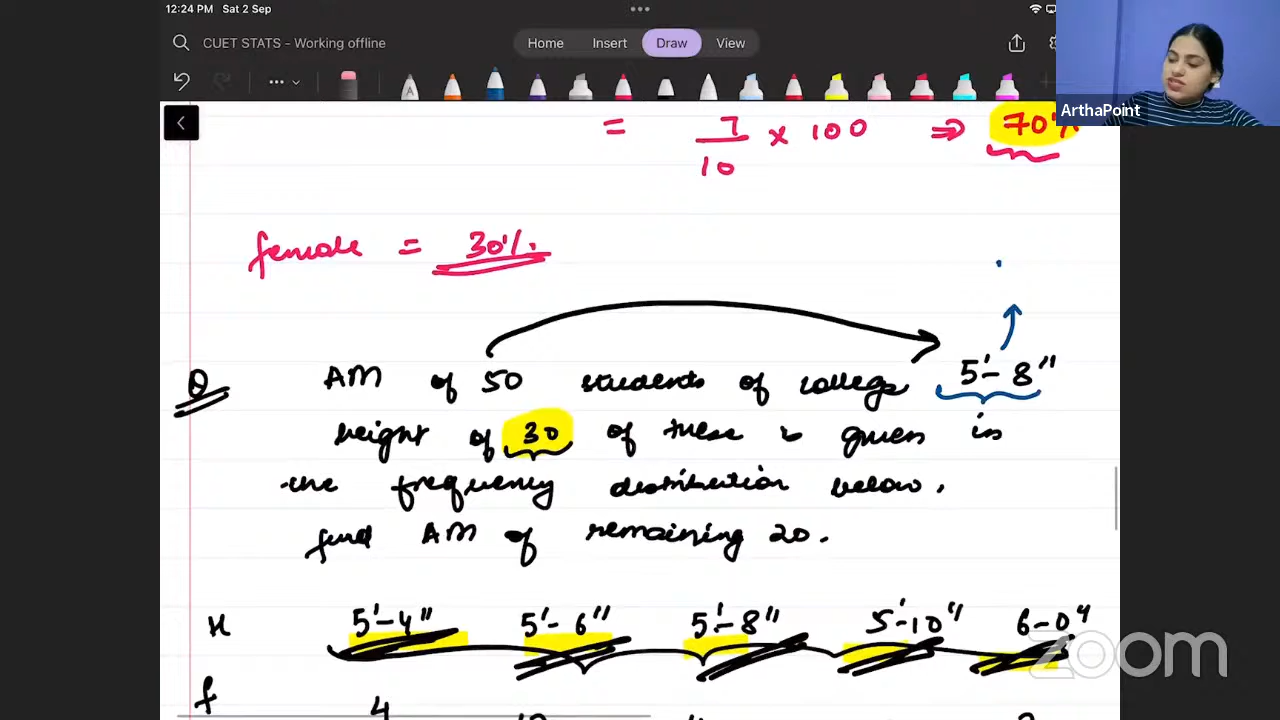 12:24 PM Sat 2 Sep
CUET STATS - Working offline
Home Insert Draw View
ArthaPoint
= 7/10 × 100 ⇒ 70%
female = 30%.
Q AM of 50 students of college 5'-8"
height of 30 of these is given in
the frequency distribution below.
find AM of remaining 20.
H 5'-4" 5'-6" 5'-8" 5'-10" 6-0"
f 4
zoom